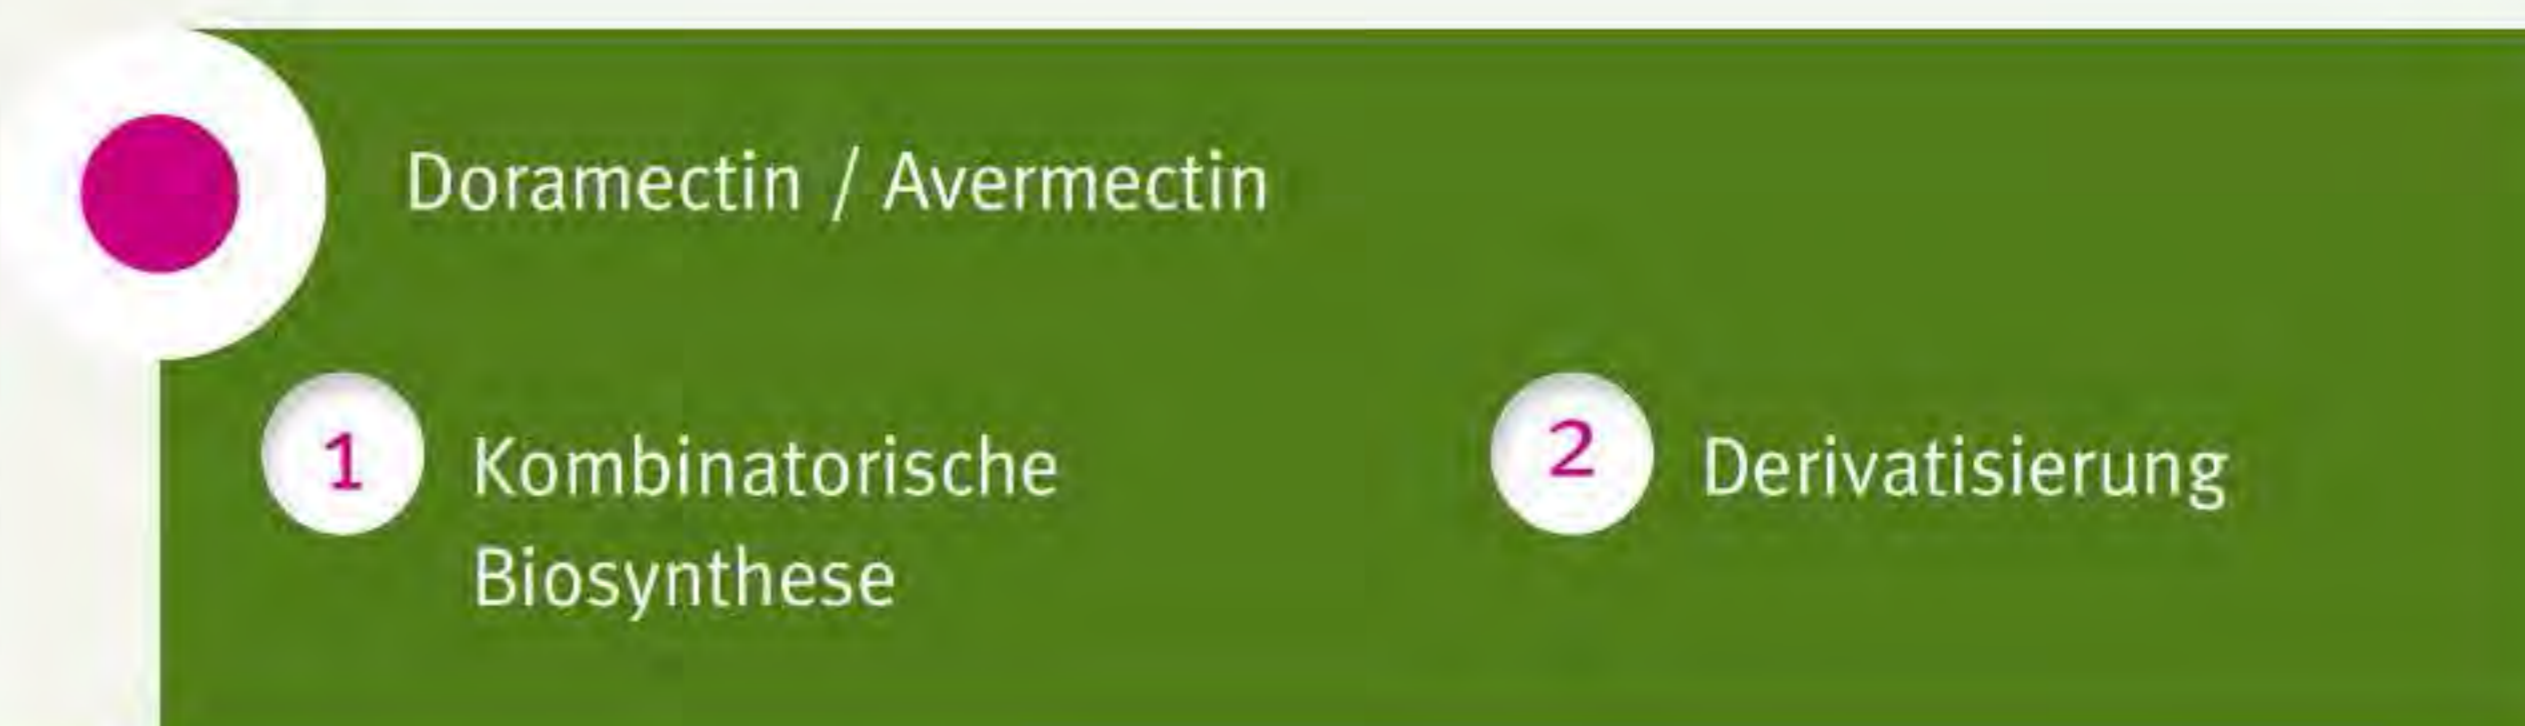 Doramectin / Avermectin
1 Kombinatorische
Biosynthese
2 Derivatisierung